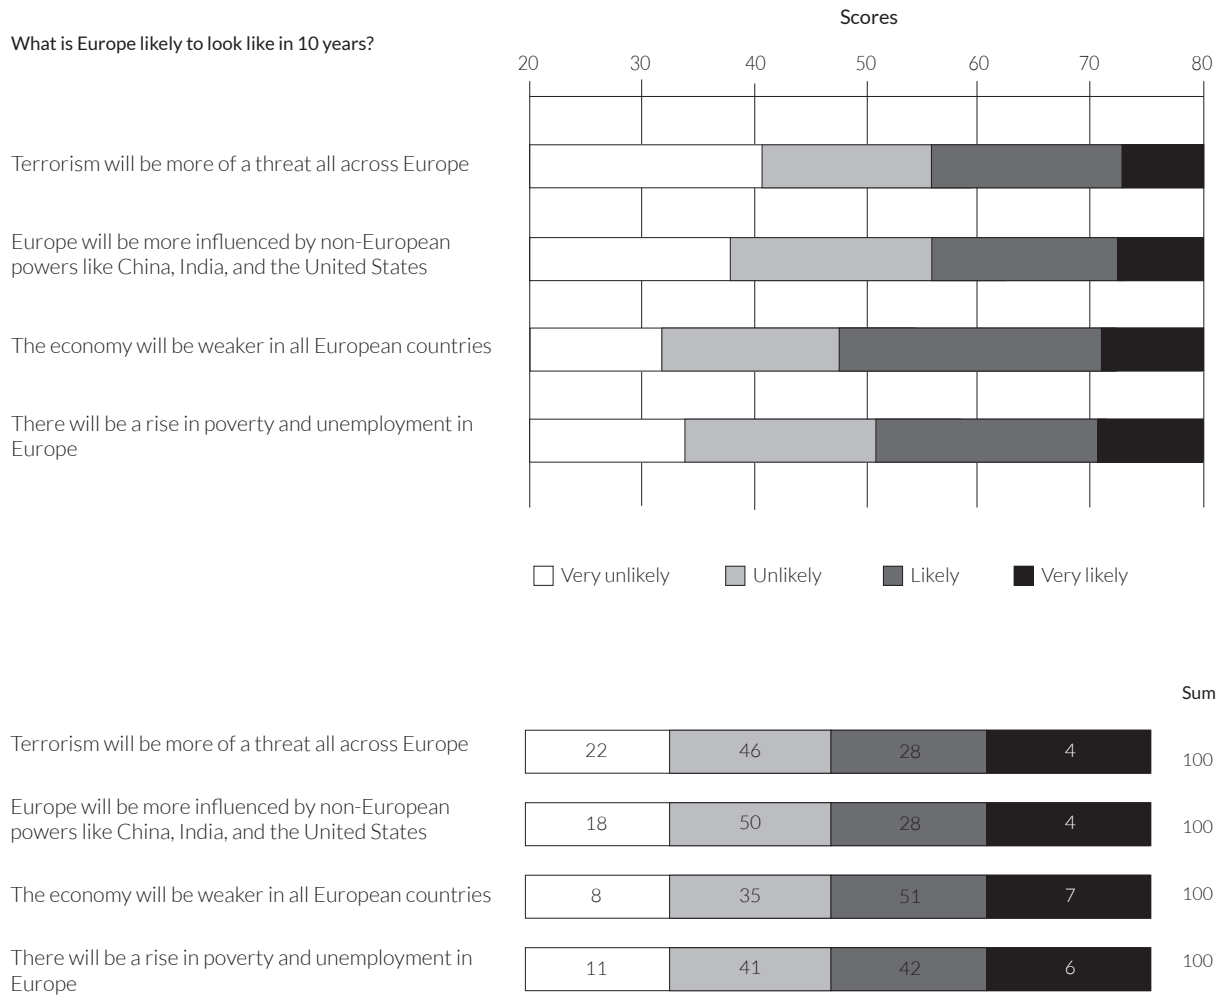 Scores
What is Europe likely to look like in 10 years?
20 30 40 50 60 70 80
Terrorism will be more of a threat all across Europe
Europe will be more influenced by non-European
powers like China, India, and the United States
The economy will be weaker in all European countries
There will be a rise in poverty and unemployment in
Europe
Very unlikely Unlikely Likely Very likely
Sum
Terrorism will be more of a threat all across Europe 22 46 28 4 100
Europe will be more influenced by non-European
powers like China, India, and the United States 18 50 28 4 100
The economy will be weaker in all European countries 8 35 51 7 100
There will be a rise in poverty and unemployment in
Europe 11 41 42 6 100